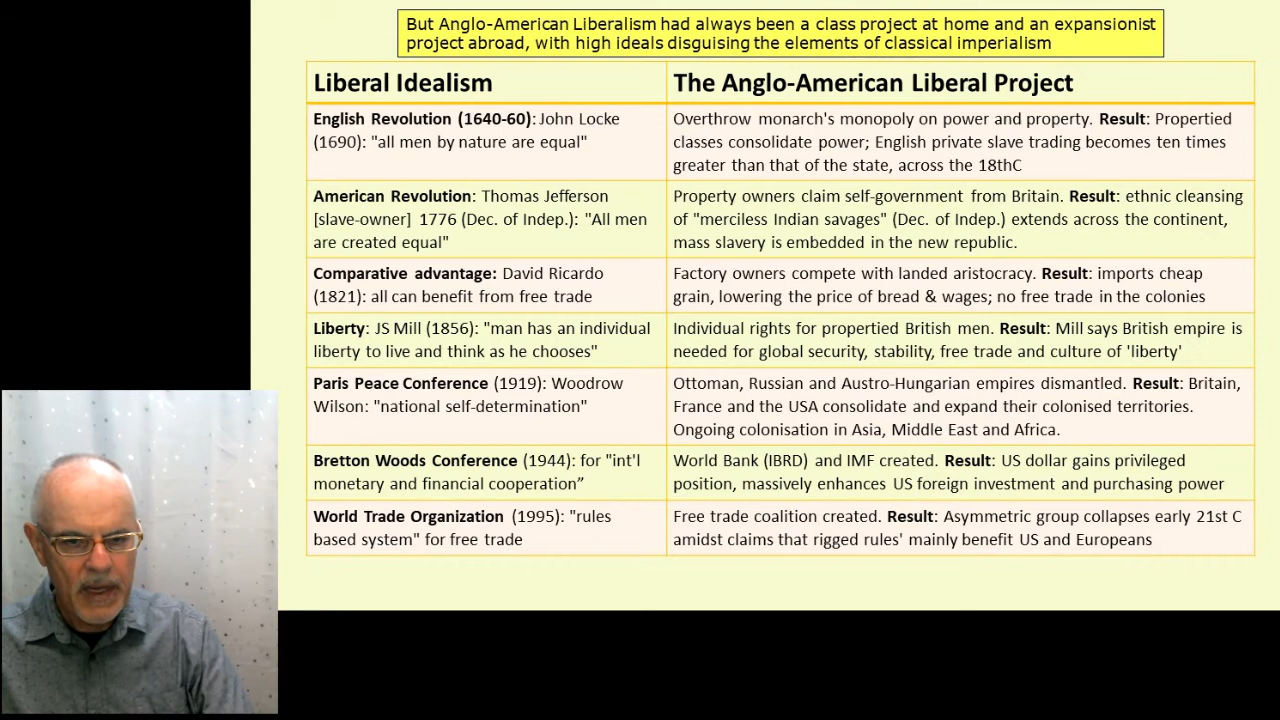 But Anglo-American Liberalism had always been a class project at home and an expansionist
project abroad, with high ideals disguising the elements of classical imperialism
Liberal Idealism
The Anglo-American Liberal Project
English Revolution (1640-60): John Locke
(1690): "all men by nature are equal"
Overthrow monarch's monopoly on power and property. Result: Propertied
classes consolidate power; English private slave trading becomes ten times
greater than that of the state, across the 18thC
American Revolution: Thomas Jefferson
[slave-owner] 1776 (Dec. of Indep.): "All men
are created equal"
Property owners claim self-government from Britain. Result: ethnic cleansing
of "merciless Indian savages" (Dec. of Indep.) extends across the continent,
mass slavery is embedded in the new republic.
Comparative advantage: David Ricardo
(1821): all can benefit from free trade
Factory owners compete with landed aristocracy. Result: imports cheap
grain, lowering the price of bread & wages; no free trade in the colonies
Liberty: JS Mill (1856): "man has an individual
liberty to live and think as he chooses"
Individual rights for propertied British men. Result: Mill says British empire is
needed for global security, stability, free trade and culture of 'liberty'
Paris Peace Conference (1919): Woodrow
Wilson: "national self-determination"
Ottoman, Russian and Austro-Hungarian empires dismantled. Result: Britain,
France and the USA consolidate and expand their colonised territories.
Ongoing colonisation in Asia, Middle East and Africa.
Bretton Woods Conference (1944): for "int'l
monetary and financial cooperation”
World Bank (IBRD) and IMF created. Result: US dollar gains privileged
position, massively enhances US foreign investment and purchasing power
World Trade Organization (1995): "rules
based system" for free trade
Free trade coalition created. Result: Asymmetric group collapses early 21st C
amidst claims that rigged rules' mainly benefit US and Europeans